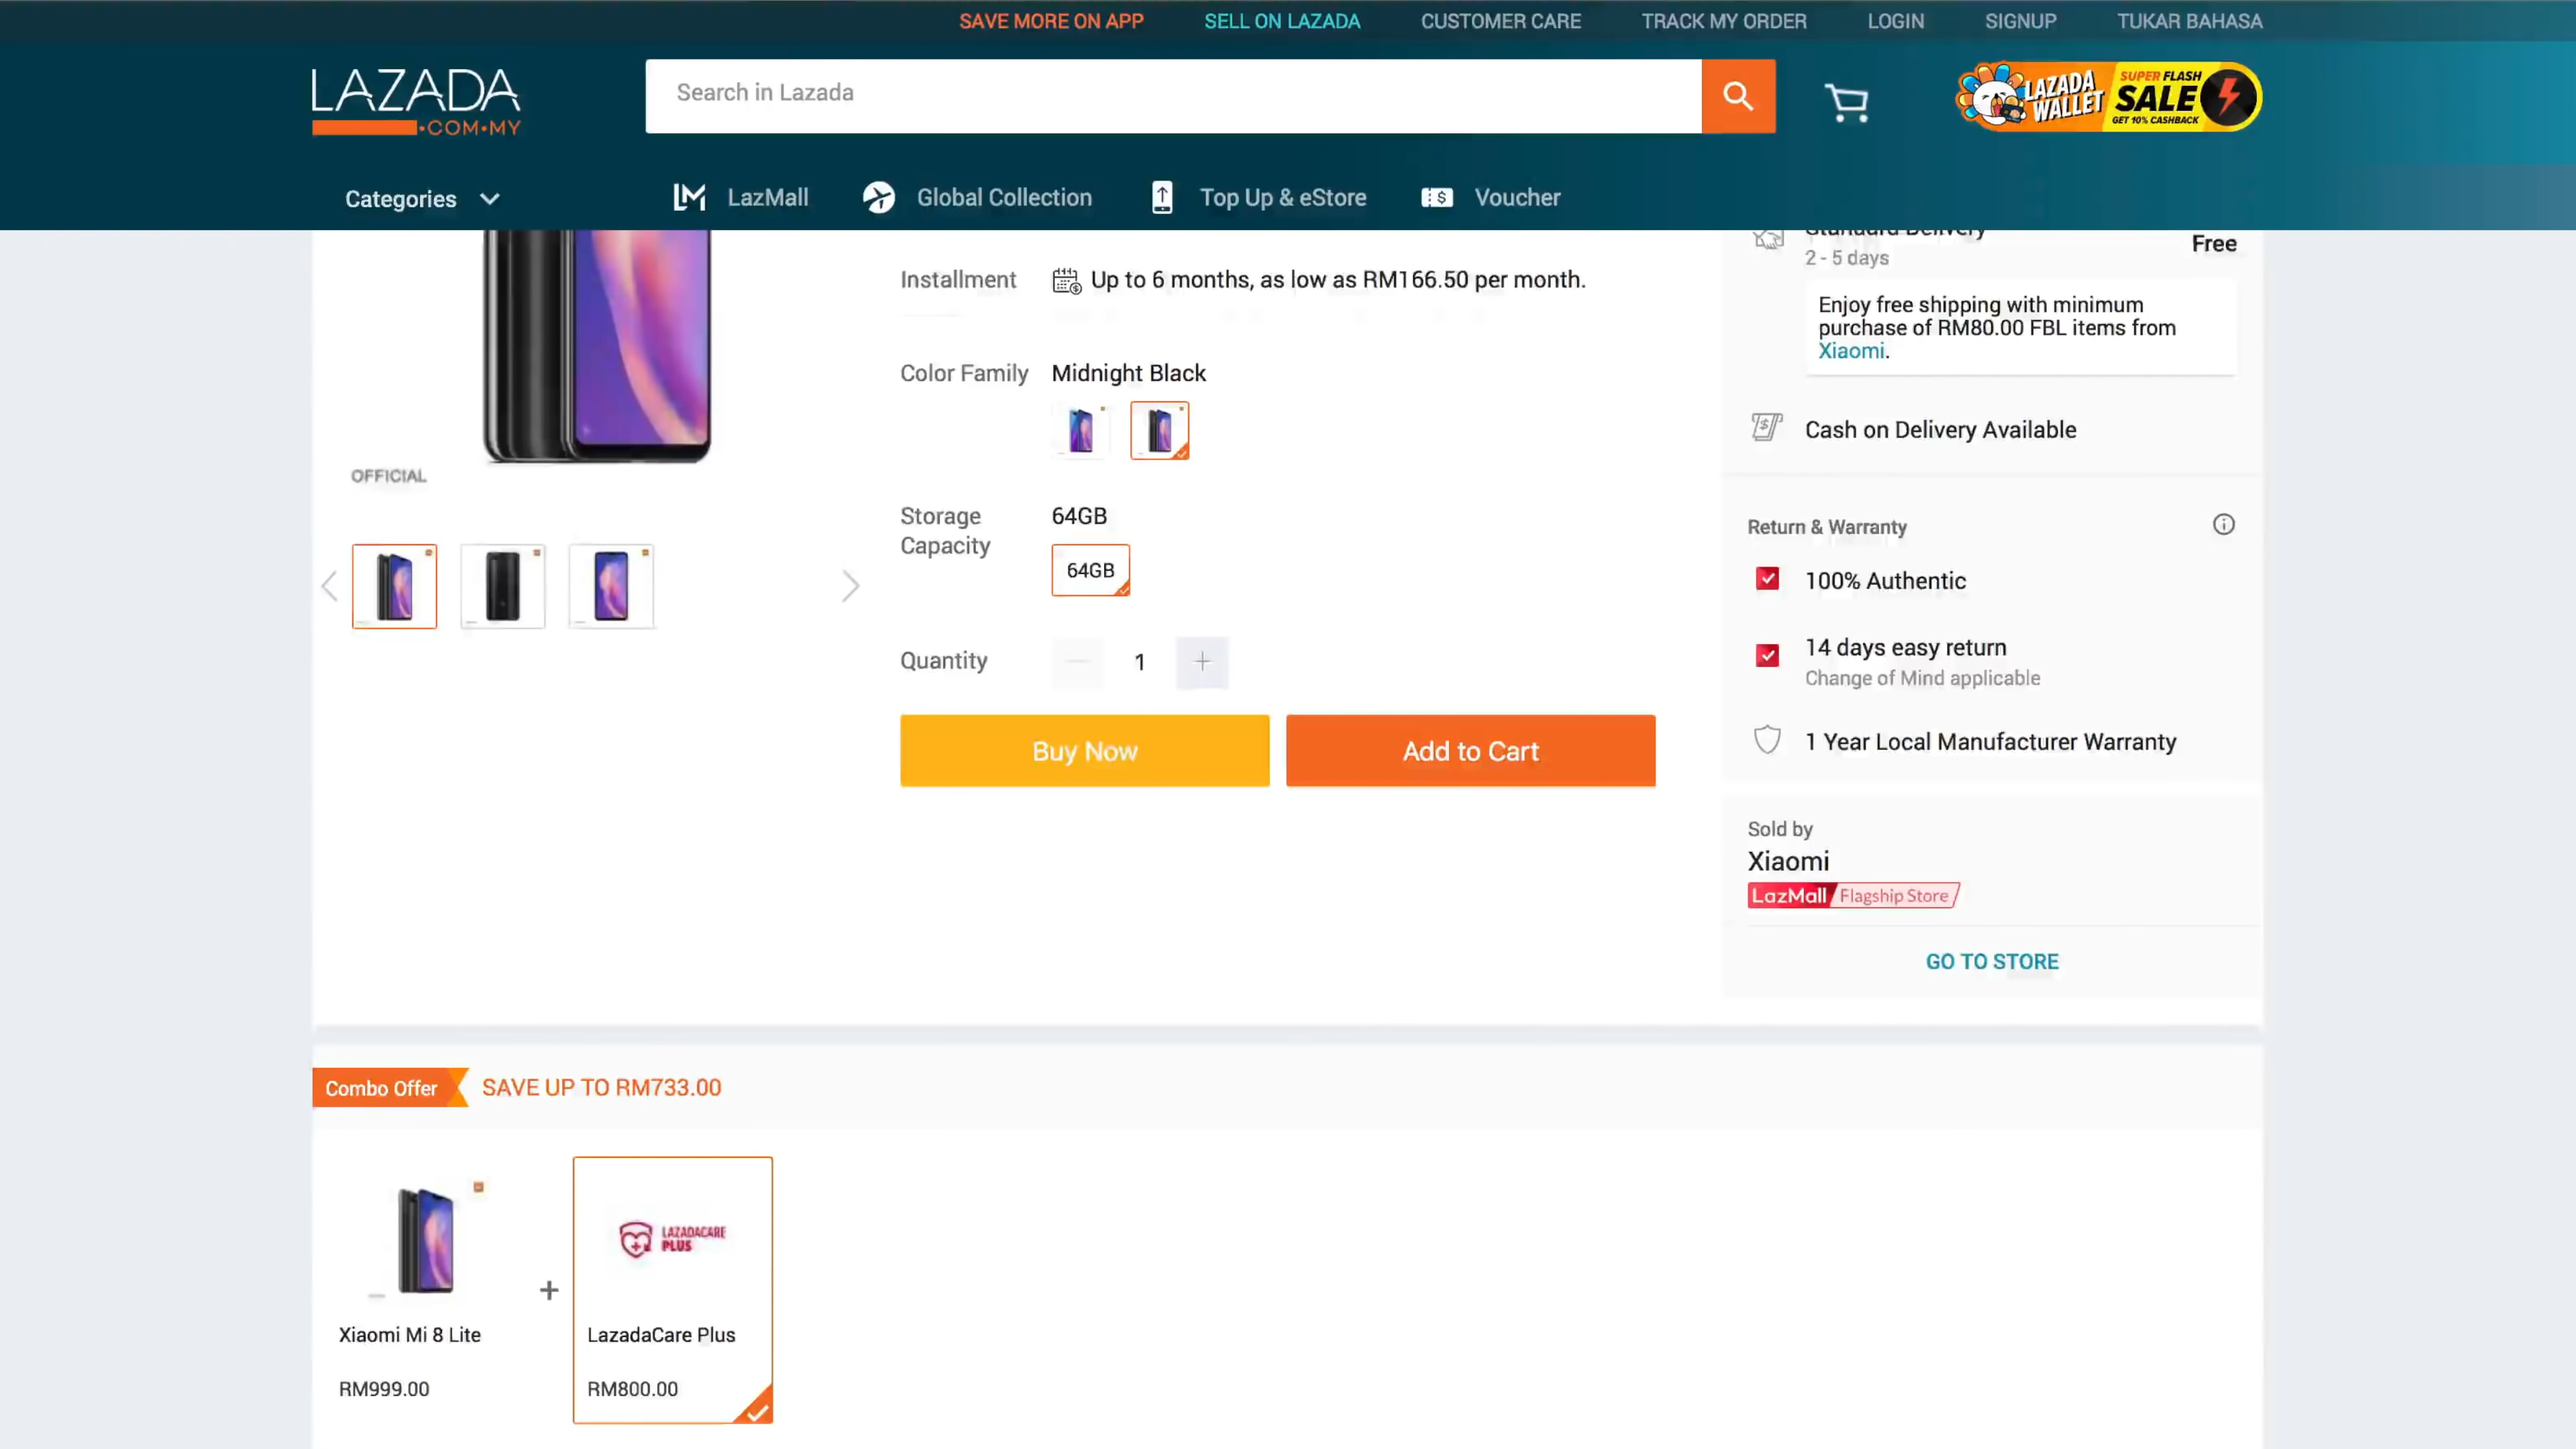 SAVE MORE ON APP
SELL ON LAZADA
CUSTOMER CARE
TRACK MY ORDER
LOGIN
SIGNUP
TUKAR BAHASA
LAZADA
.COM.MY
Search in Lazada
LAZADA
WALLET
SUPER FLASH
SALE
GET 10% CASHBACK
Categories
LazMall
Global Collection
Top Up & eStore
Voucher
OFFICIAL
Installment
Up to 6 months, as low as RM166.50 per month.
Color Family
Midnight Black
Storage
Capacity
64GB
64GB
Quantity
1
Buy Now
Add to Cart
Standard Delivery
Free
2 - 5 days
Enjoy free shipping with minimum
purchase of RM80.00 FBL items from
Xiaomi.
Cash on Delivery Available
Return & Warranty
100% Authentic
14 days easy return
Change of Mind applicable
1 Year Local Manufacturer Warranty
Sold by
Xiaomi
LazMall Flagship Store
GO TO STORE
Combo Offer
SAVE UP TO RM733.00
Xiaomi Mi 8 Lite
RM999.00
+
LAZADACARE
PLUS
LazadaCare Plus
RM800.00